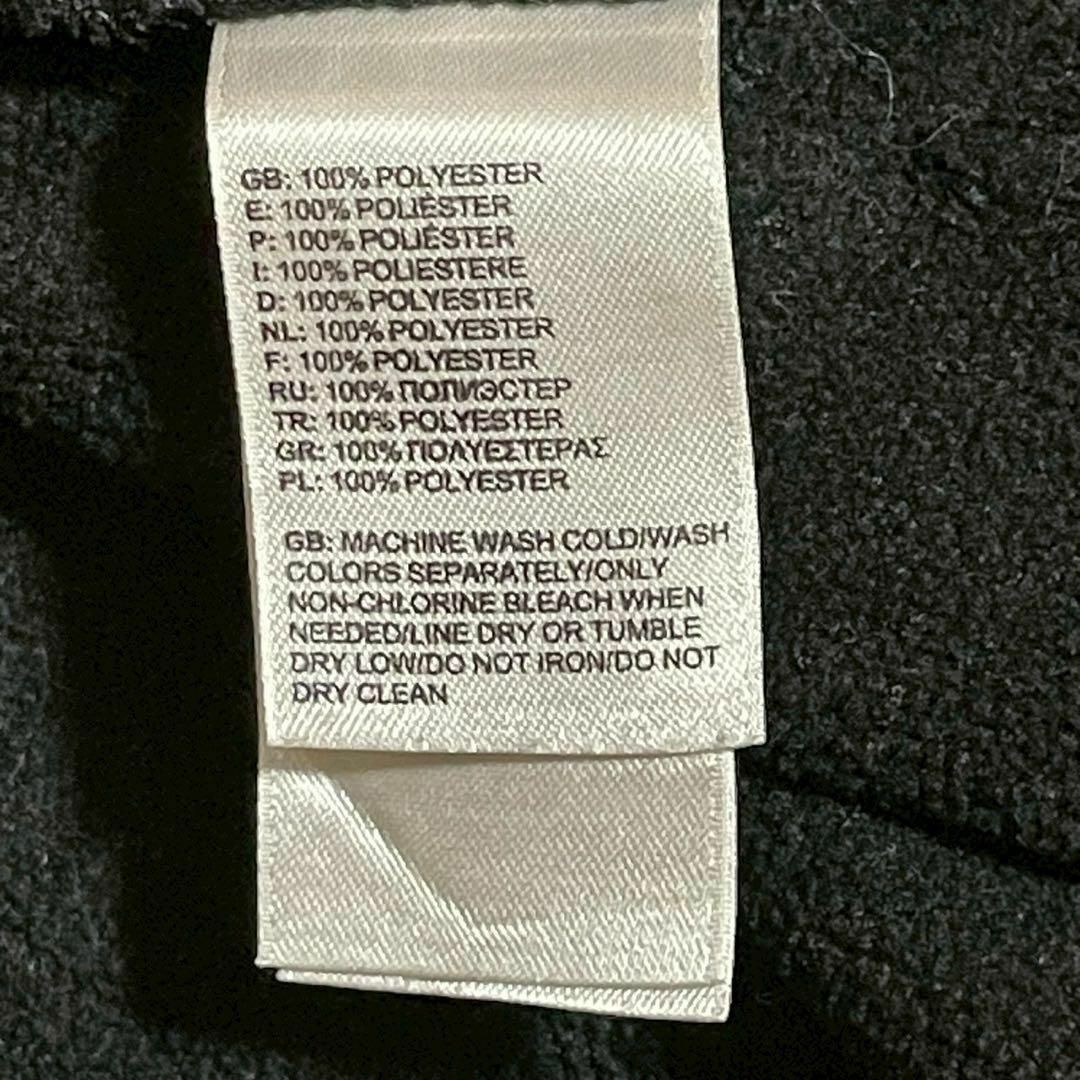 GB: 100% POLYESTER
E: 100% POLIÉSTER
P: 100% POLIÉSTER
I: 100% POLIESTERE
D: 100% POLYESTER
NL: 100% POLYESTER
F: 100% POLYESTER
RU: 100% ПОЛИЭСТЕР
TR: 100% POLYESTER
GR: 100% ΠΟΛΥΕΣΤΕΡΑΣ
PL: 100% POLYESTER
GB: MACHINE WASH COLD/WASH
COLORS SEPARATELY/ONLY
NON-CHLORINE BLEACH WHEN
NEEDED/LINE DRY OR TUMBLE
DRY LOW/DO NOT IRON/DO NOT
DRY CLEAN